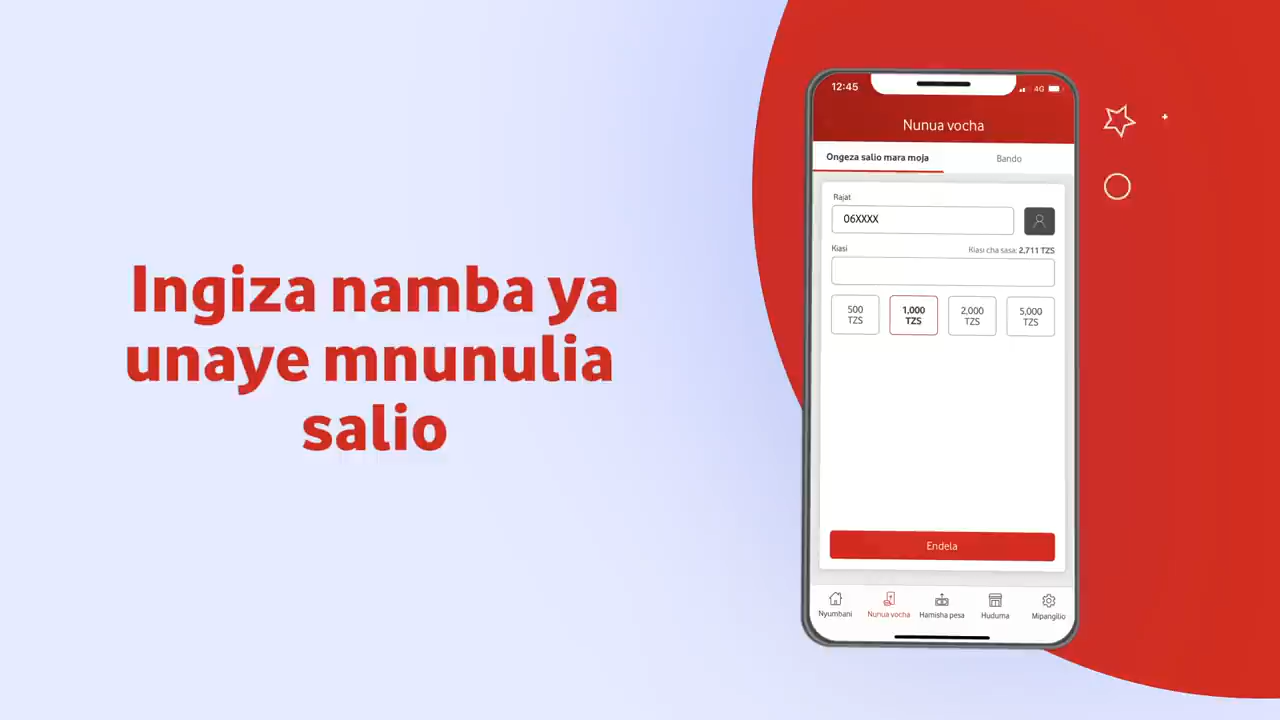 Ingiza namba ya
unaye mnunulia
salio
12:45
4G
Nunua vocha
Ongeza salio mara moja
Bando
Rajat
06XXXX
Kiasi
Kiasi cha sasa: 2,711 TZS
500
TZS
1,000
TZS
2,000
TZS
5,000
TZS
Endela
Nyumbani
Nunua vocha
Hamisha pesa
Huduma
Mipangilio